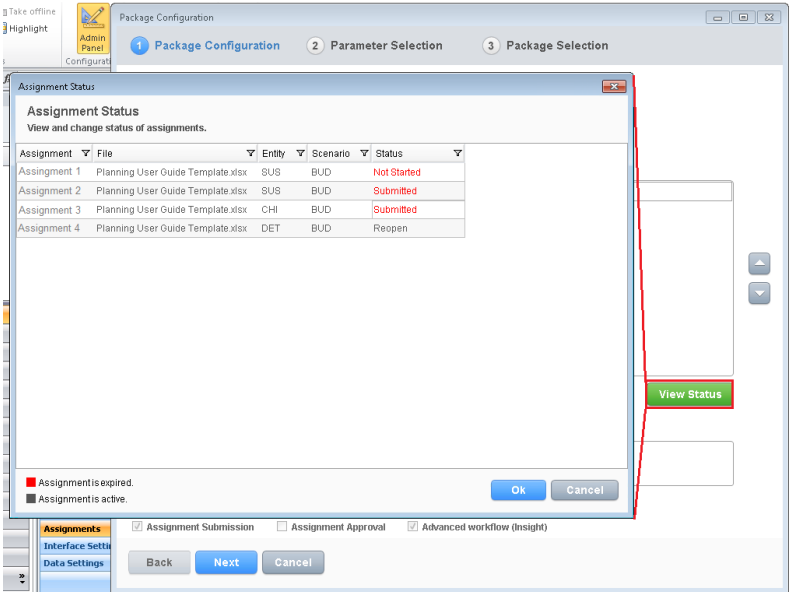 Take offline
Highlight
Admin
Panel
Configurati
Package Configuration
1 Package Configuration
2 Parameter Selection
3 Package Selection
Assignment Status
Assignment Status
View and change status of assignments.
Assignment File Entity Scenario Status
Assingment 1 Planning User Guide Template.xlsx SUS BUD Not Started
Assignment 2 Planning User Guide Template.xlsx SUS BUD Submitted
Assignment 3 Planning User Guide Template.xlsx CHI BUD Submitted
Assignment 4 Planning User Guide Template.xlsx DET BUD Reopen
View Status
Assignment is expired.
Assignment is active.
Ok Cancel
Assignments
Interface Setti
Data Settings
Assignment Submission Assignment Approval Advanced workflow (Insight)
Back Next Cancel